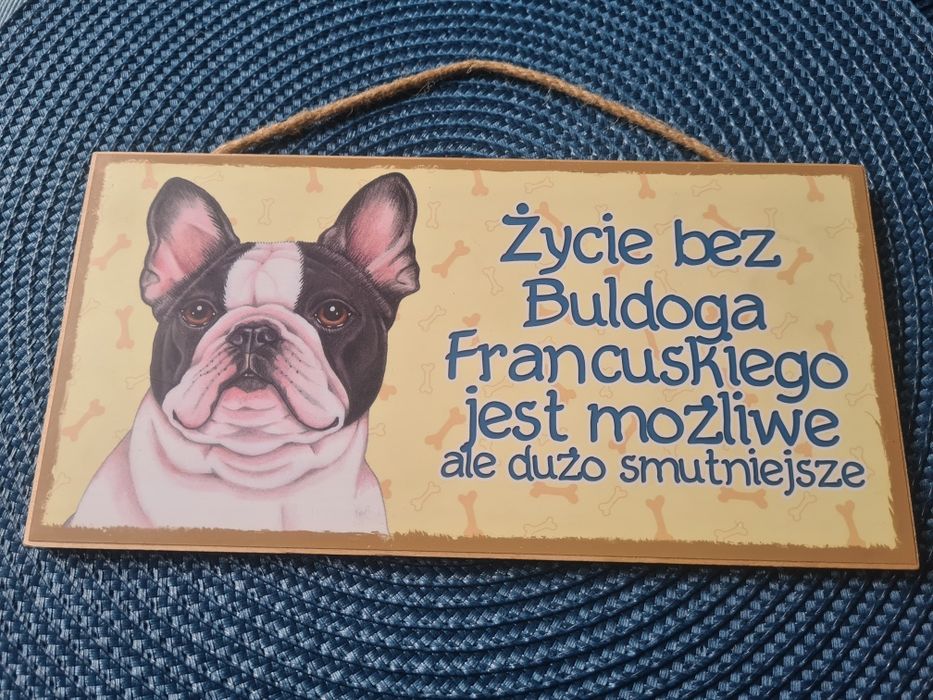 Życie bez
Buldoga
Francuskiego
jest możliwe
ale dużo smutniejsze